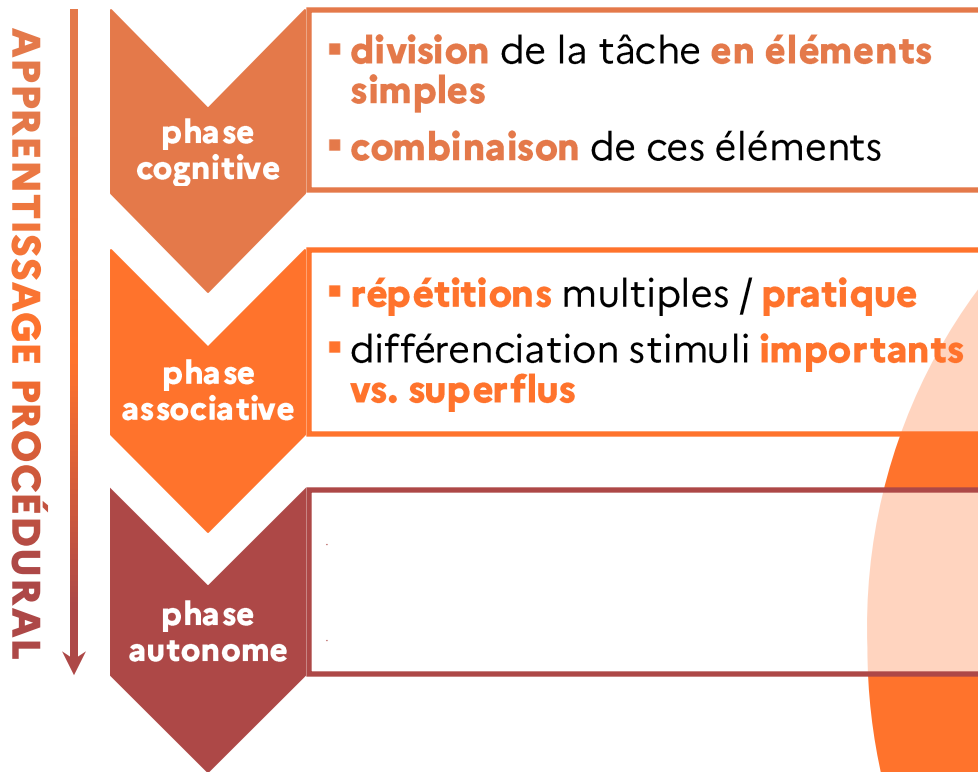 APPRENTISSAGE PROCÉDURAL
phase
cognitive
▪ division de la tâche en éléments
simples
▪ combinaison de ces éléments
phase
associative
▪ répétitions multiples / pratique
▪ différenciation stimuli importants
vs. superflus
phase
autonome